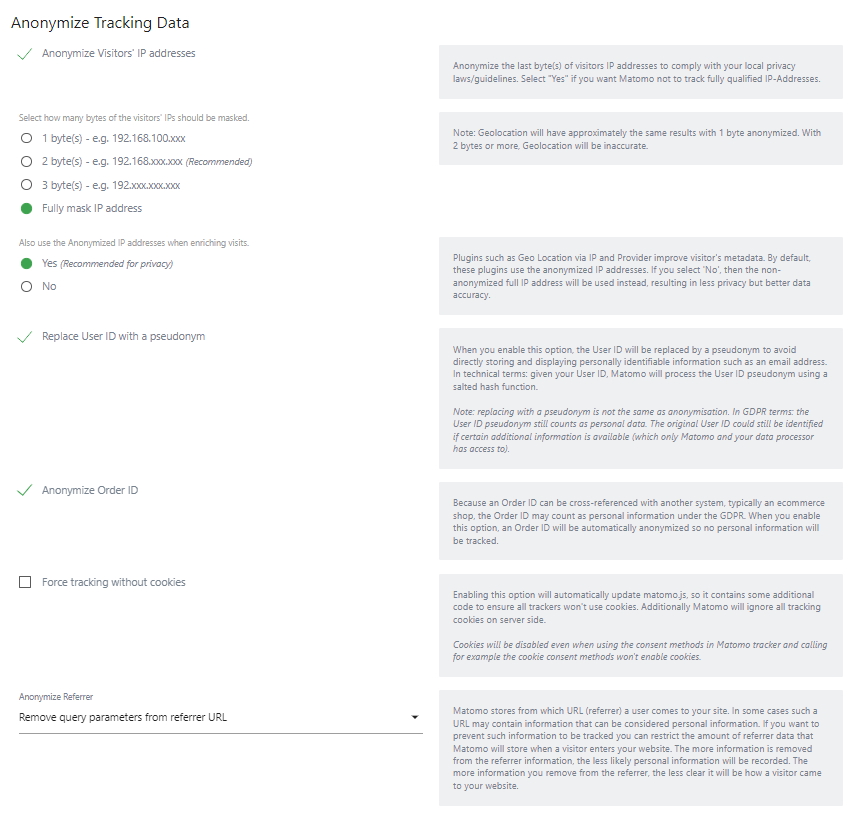 Anonymize Tracking Data
Anonymize Visitors' IP addresses
Anonymize the last byte(s) of visitors IP addresses to comply with your local privacy
laws/guidelines. Select "Yes" if you want Matomo not to track fully qualified IP-Addresses.
Select how many bytes of the visitors' IPs should be masked.
1 byte(s) - e.g. 192.168.100.xxx
2 byte(s) - e.g. 192.168.xxx.xxx (Recommended)
3 byte(s) - e.g. 192.xxx.xxx.xxx
Fully mask IP address
Note: Geolocation will have approximately the same results with 1 byte anonymized. With
2 bytes or more, Geolocation will be inaccurate.
Also use the Anonymized IP addresses when enriching visits.
Yes (Recommended for privacy)
No
Plugins such as Geo Location via IP and Provider improve visitor's metadata. By default,
these plugins use the anonymized IP addresses. If you select 'No', then the non-
anonymized full IP address will be used instead, resulting in less privacy but better data
accuracy.
Replace User ID with a pseudonym
When you enable this option, the User ID will be replaced by a pseudonym to avoid
directly storing and displaying personally identifiable information such as an email address.
In technical terms: given your User ID, Matomo will process the User ID pseudonym using a
salted hash function.
Note: replacing with a pseudonym is not the same as anonymisation. In GDPR terms: the
User ID pseudonym still counts as personal data. The original User ID could still be identified
if certain additional information is available (which only Matomo and your data processor
has access to).
Anonymize Order ID
Because an Order ID can be cross-referenced with another system, typically an ecommerce
shop, the Order ID may count as personal information under the GDPR. When you enable
this option, an Order ID will be automatically anonymized so no personal information will
be tracked.
Force tracking without cookies
Enabling this option will automatically update matomo.js, so it contains some additional
code to ensure all trackers won't use cookies. Additionally Matomo will ignore all tracking
cookies on server side.
Cookies will be disabled even when using the consent methods in Matomo tracker and calling
for example the cookie consent methods won't enable cookies.
Anonymize Referrer
Remove query parameters from referrer URL
Matomo stores from which URL (referrer) a user comes to your site. In some cases such a
URL may contain information that can be considered personal information. If you want to
prevent such information to be tracked you can restrict the amount of referrer data that
Matomo will store when a visitor enters your website. The more information is removed
from the referrer information, the less likely personal information will be recorded. The
more information you remove from the referrer, the less clear it will be how a visitor came
to your website.